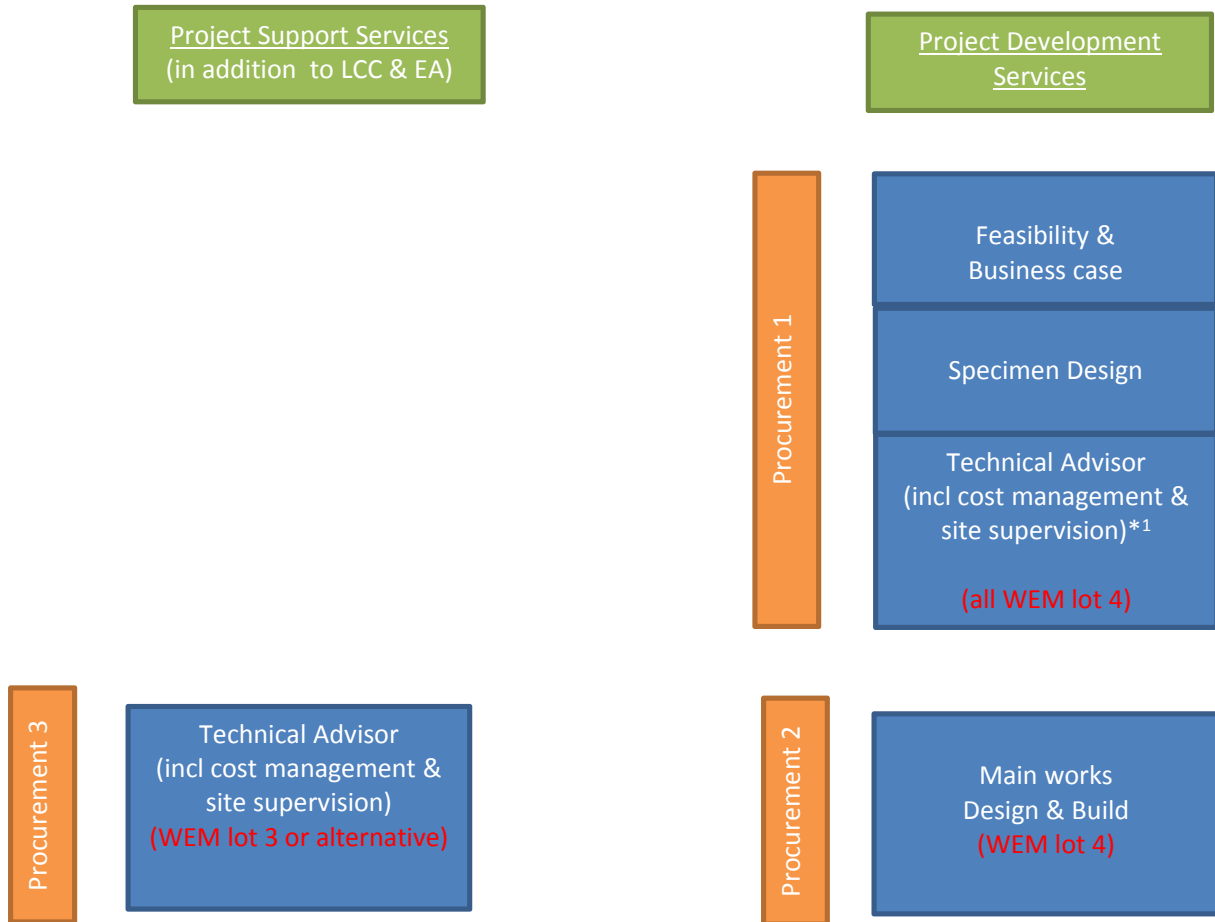 Project Support Services
(in addition  to LCC & EA)
Project Development
Services
Procurement 1
Feasibility &
Business case
Specimen Design
Technical Advisor
(incl cost management &
site supervision)*1
(all WEM lot 4)
Procurement 3
Technical Advisor
(incl cost management &
site supervision)
(WEM lot 3 or alternative)
Procurement 2
Main works
Design & Build
(WEM lot 4)